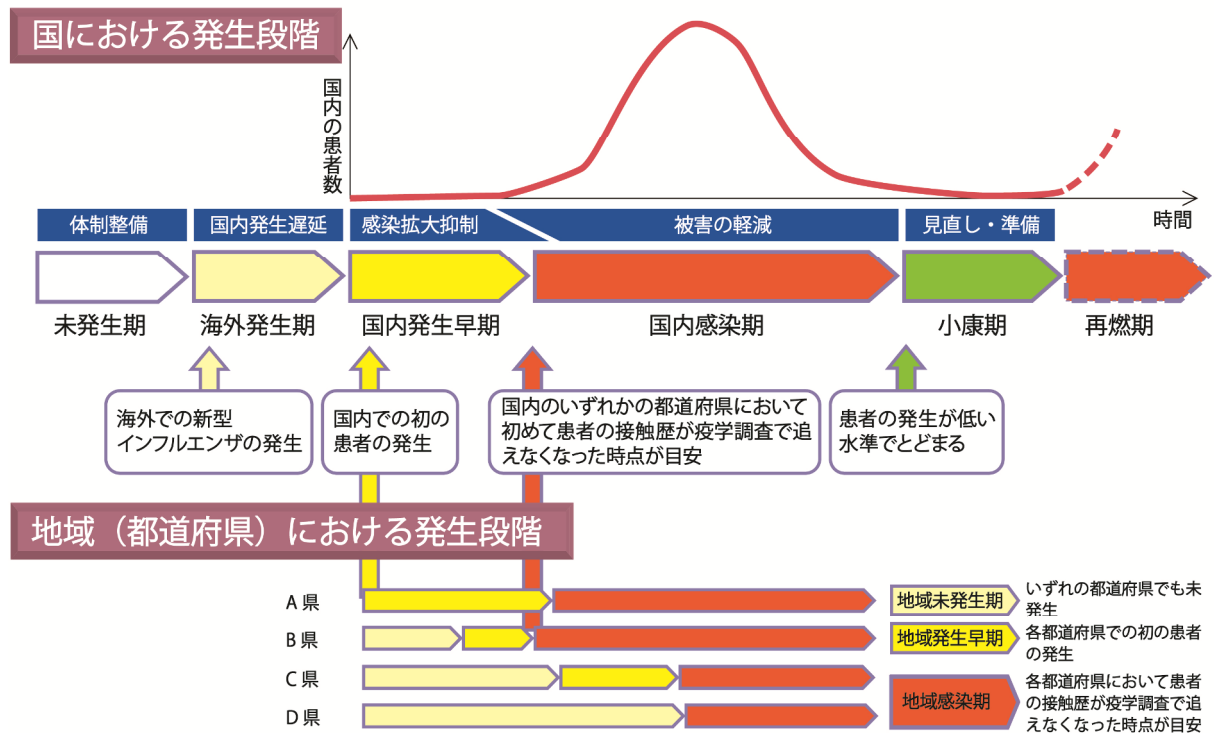 国における発生段階
国内の患者数
時間
体制整備
国内発生遅延
感染拡大抑制
被害の軽減
見直し・準備
未発生期
海外発生期
国内発生早期
国内感染期
小康期
再燃期
海外での新型
インフルエンザの発生
国内での初の
患者の発生
国内のいずれかの都道府県において
初めて患者の接触歴が疫学調査で追
えなくなった時点が目安
患者の発生が低い
水準でとどまる
地域（都道府県）における発生段階
A 県
B 県
C 県
D 県
地域未発生期
いずれの都道府県でも未
発生
地域発生早期
各都道府県での初の患者
の発生
地域感染期
各都道府県において患者
の接触歴が疫学調査で追
えなくなった時点が目安